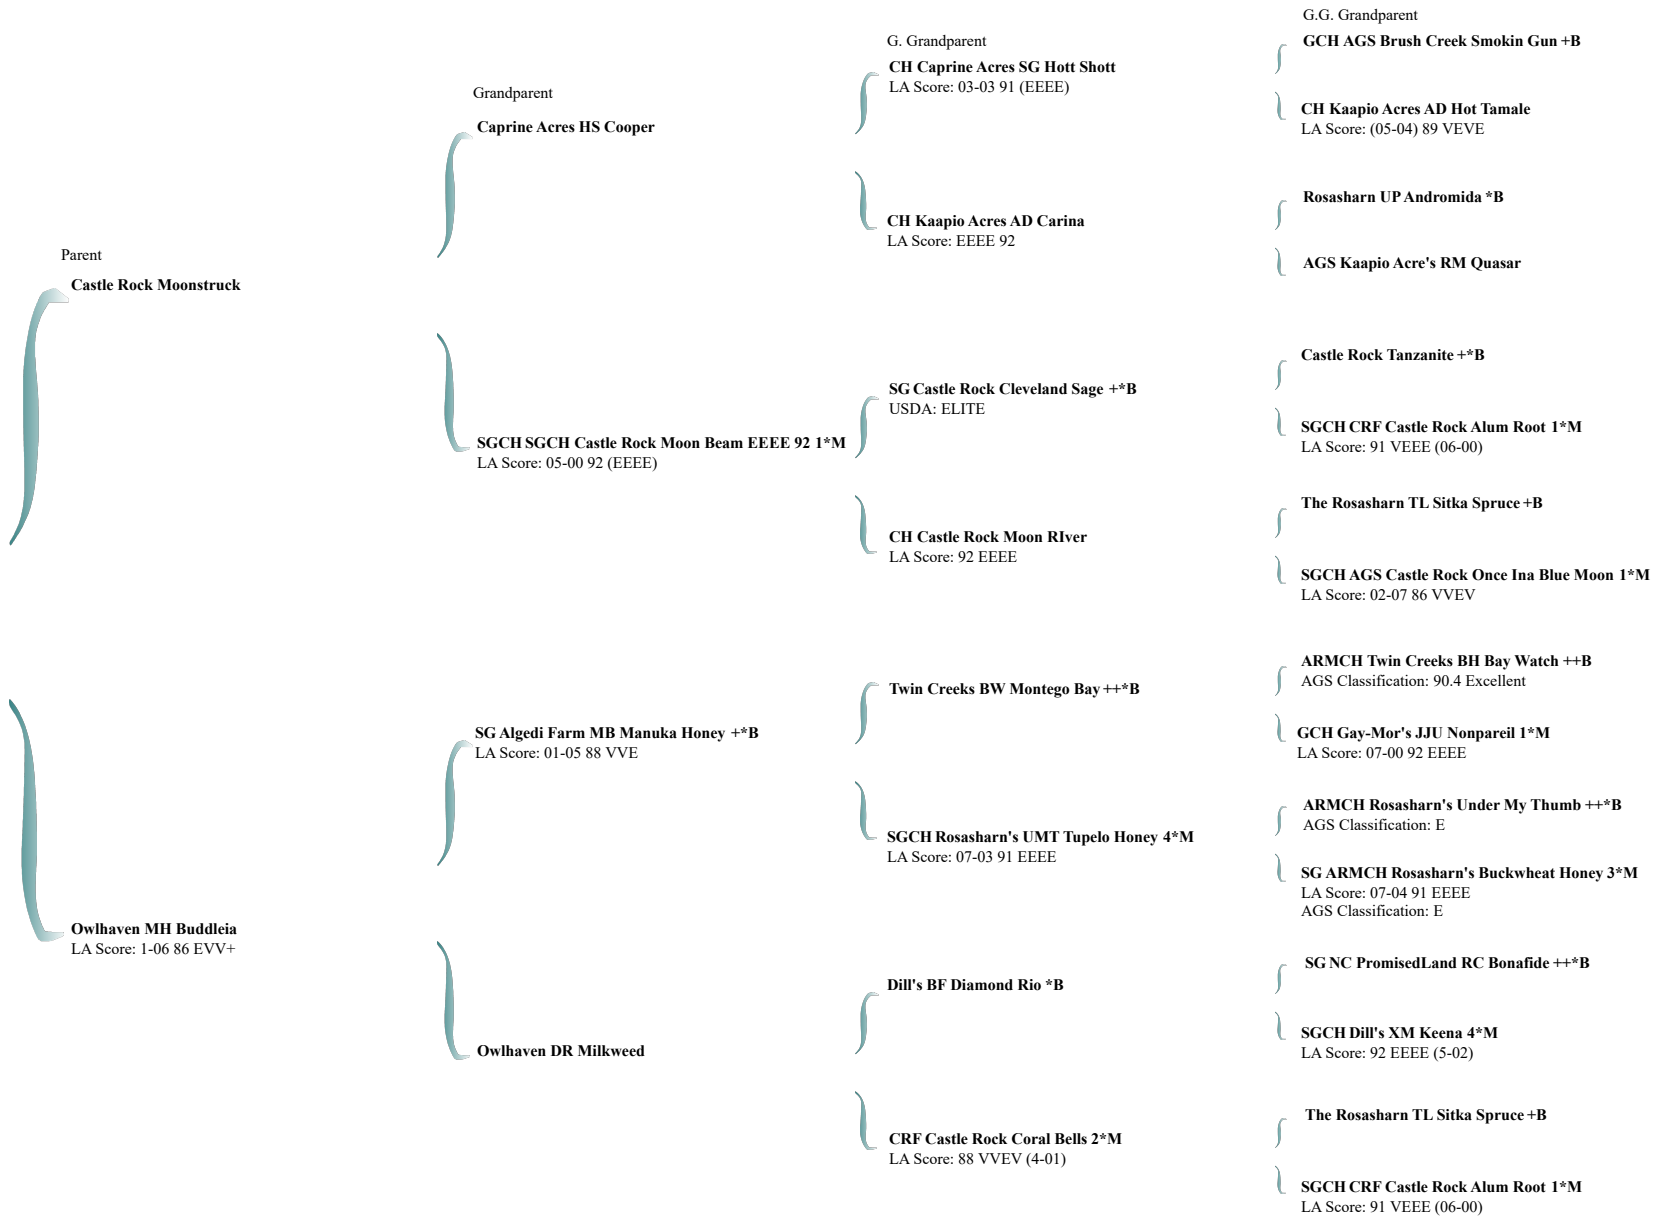 Parent
Castle Rock Moonstruck
Owlhaven MH Buddleia
LA Score: 1-06 86 EVV+
Grandparent
Caprine Acres HS Cooper
SGCH SGCH Castle Rock Moon Beam EEEE 92 1*M
LA Score: 05-00 92 (EEEE)
SG Algedi Farm MB Manuka Honey +*B
LA Score: 01-05 88 VVE
Owlhaven DR Milkweed
G. Grandparent
CH Caprine Acres SG Hott Shott
LA Score: 03-03 91 (EEEE)
CH Kaapio Acres AD Carina
LA Score: EEEE 92
SG Castle Rock Cleveland Sage +*B
USDA: ELITE
CH Castle Rock Moon RIver
LA Score: 92 EEEE
Twin Creeks BW Montego Bay ++*B
SGCH Rosasharn's UMT Tupelo Honey 4*M
LA Score: 07-03 91 EEEE
Dill's BF Diamond Rio *B
CRF Castle Rock Coral Bells 2*M
LA Score: 88 VVEV (4-01)
G.G. Grandparent
GCH AGS Brush Creek Smokin Gun +B
CH Kaapio Acres AD Hot Tamale
LA Score: (05-04) 89 VEVE
Rosasharn UP Andromida *B
AGS Kaapio Acre's RM Quasar
Castle Rock Tanzanite +*B
SGCH CRF Castle Rock Alum Root 1*M
LA Score: 91 VEEE (06-00)
The Rosasharn TL Sitka Spruce +B
SGCH AGS Castle Rock Once Ina Blue Moon 1*M
LA Score: 02-07 86 VVEV
ARMCH Twin Creeks BH Bay Watch ++B
AGS Classification: 90.4 Excellent
GCH Gay-Mor's JJU Nonpareil 1*M
LA Score: 07-00 92 EEEE
ARMCH Rosasharn's Under My Thumb ++*B
AGS Classification: E
SG ARMCH Rosasharn's Buckwheat Honey 3*M
LA Score: 07-04 91 EEEE
AGS Classification: E
SG NC PromisedLand RC Bonafide ++*B
SGCH Dill's XM Keena 4*M
LA Score: 92 EEEE (5-02)
The Rosasharn TL Sitka Spruce +B
SGCH CRF Castle Rock Alum Root 1*M
LA Score: 91 VEEE (06-00)